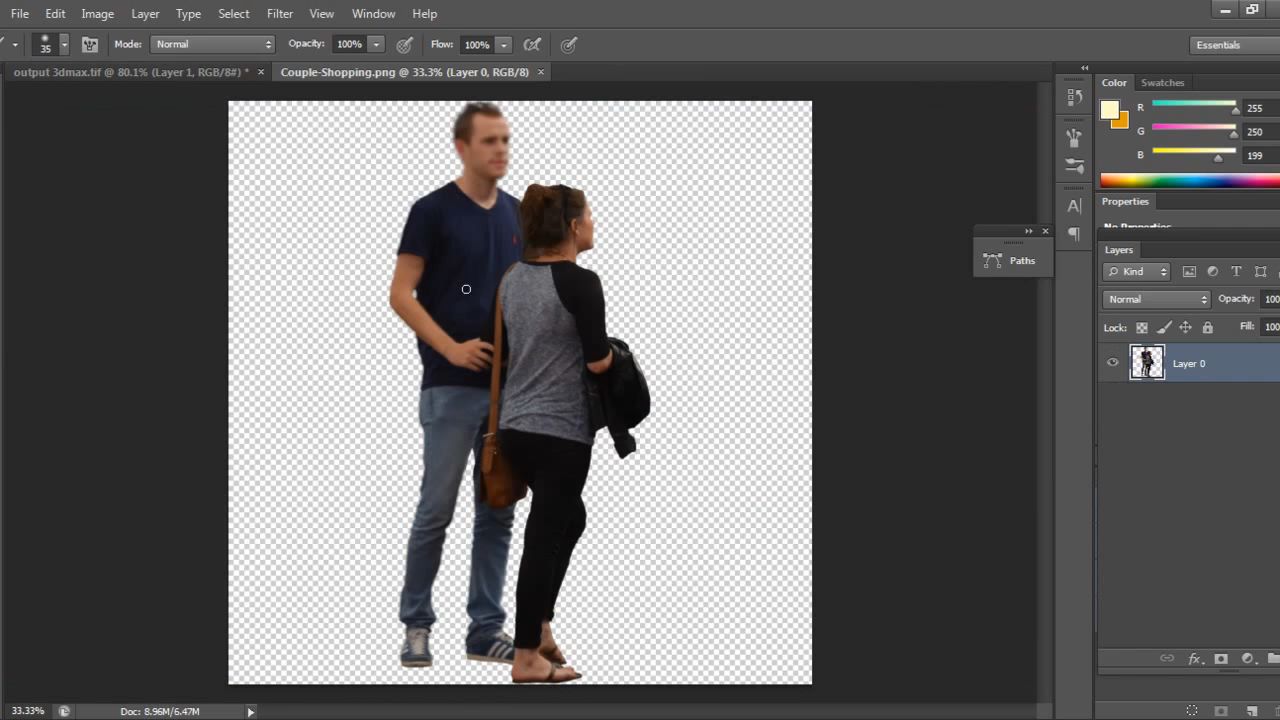 File Edit Image Layer Type Select Filter View Window Help
35 Mode: Normal Opacity: 100% Flow: 100% Essentials
output 3dmax.tif @ 80.1% (Layer 1, RGB/8#) * × Couple-Shopping.png @ 33.3% (Layer 0, RGB/8) ×
Color Swatches
R 255
G 250
B 199
Properties
Layers
Paths
Kind
Normal Opacity: 100
Lock: Fill: 100
Layer 0
33.33% Doc: 8.96M/6.47M